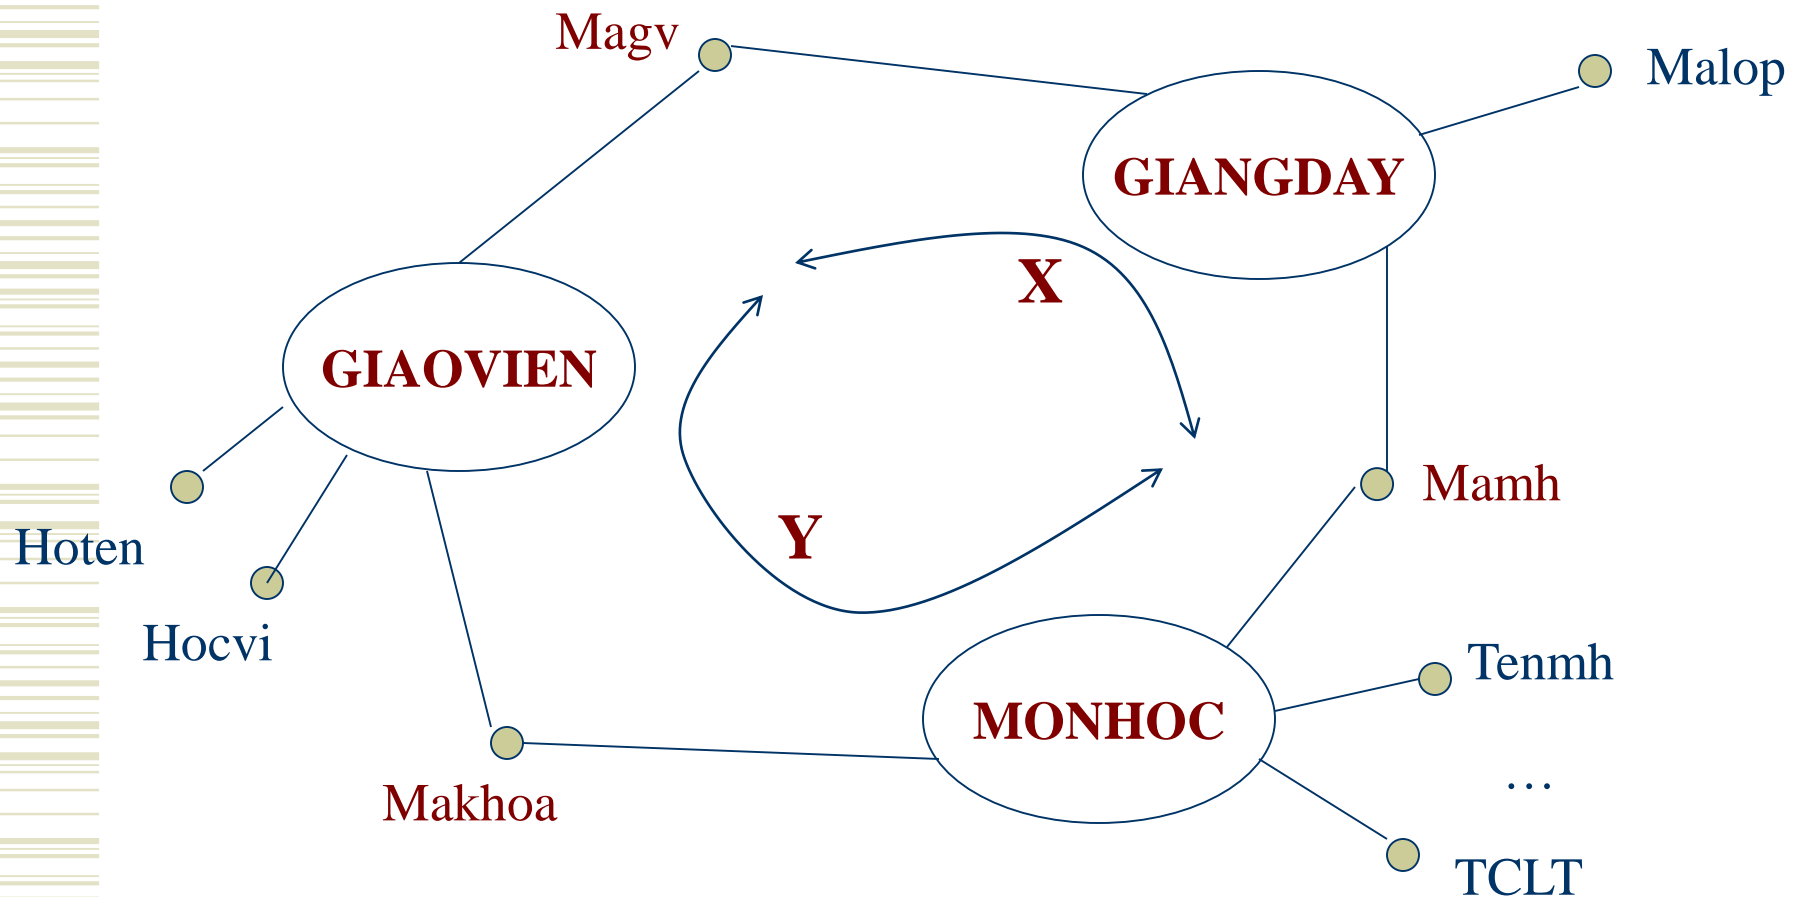 Magv
Malop
GIANGDAY
X
GIAOVIEN
Mamh
Y
Hoten
Hocvi
Tenmh
MONHOC
…
Makhoa
TCLT